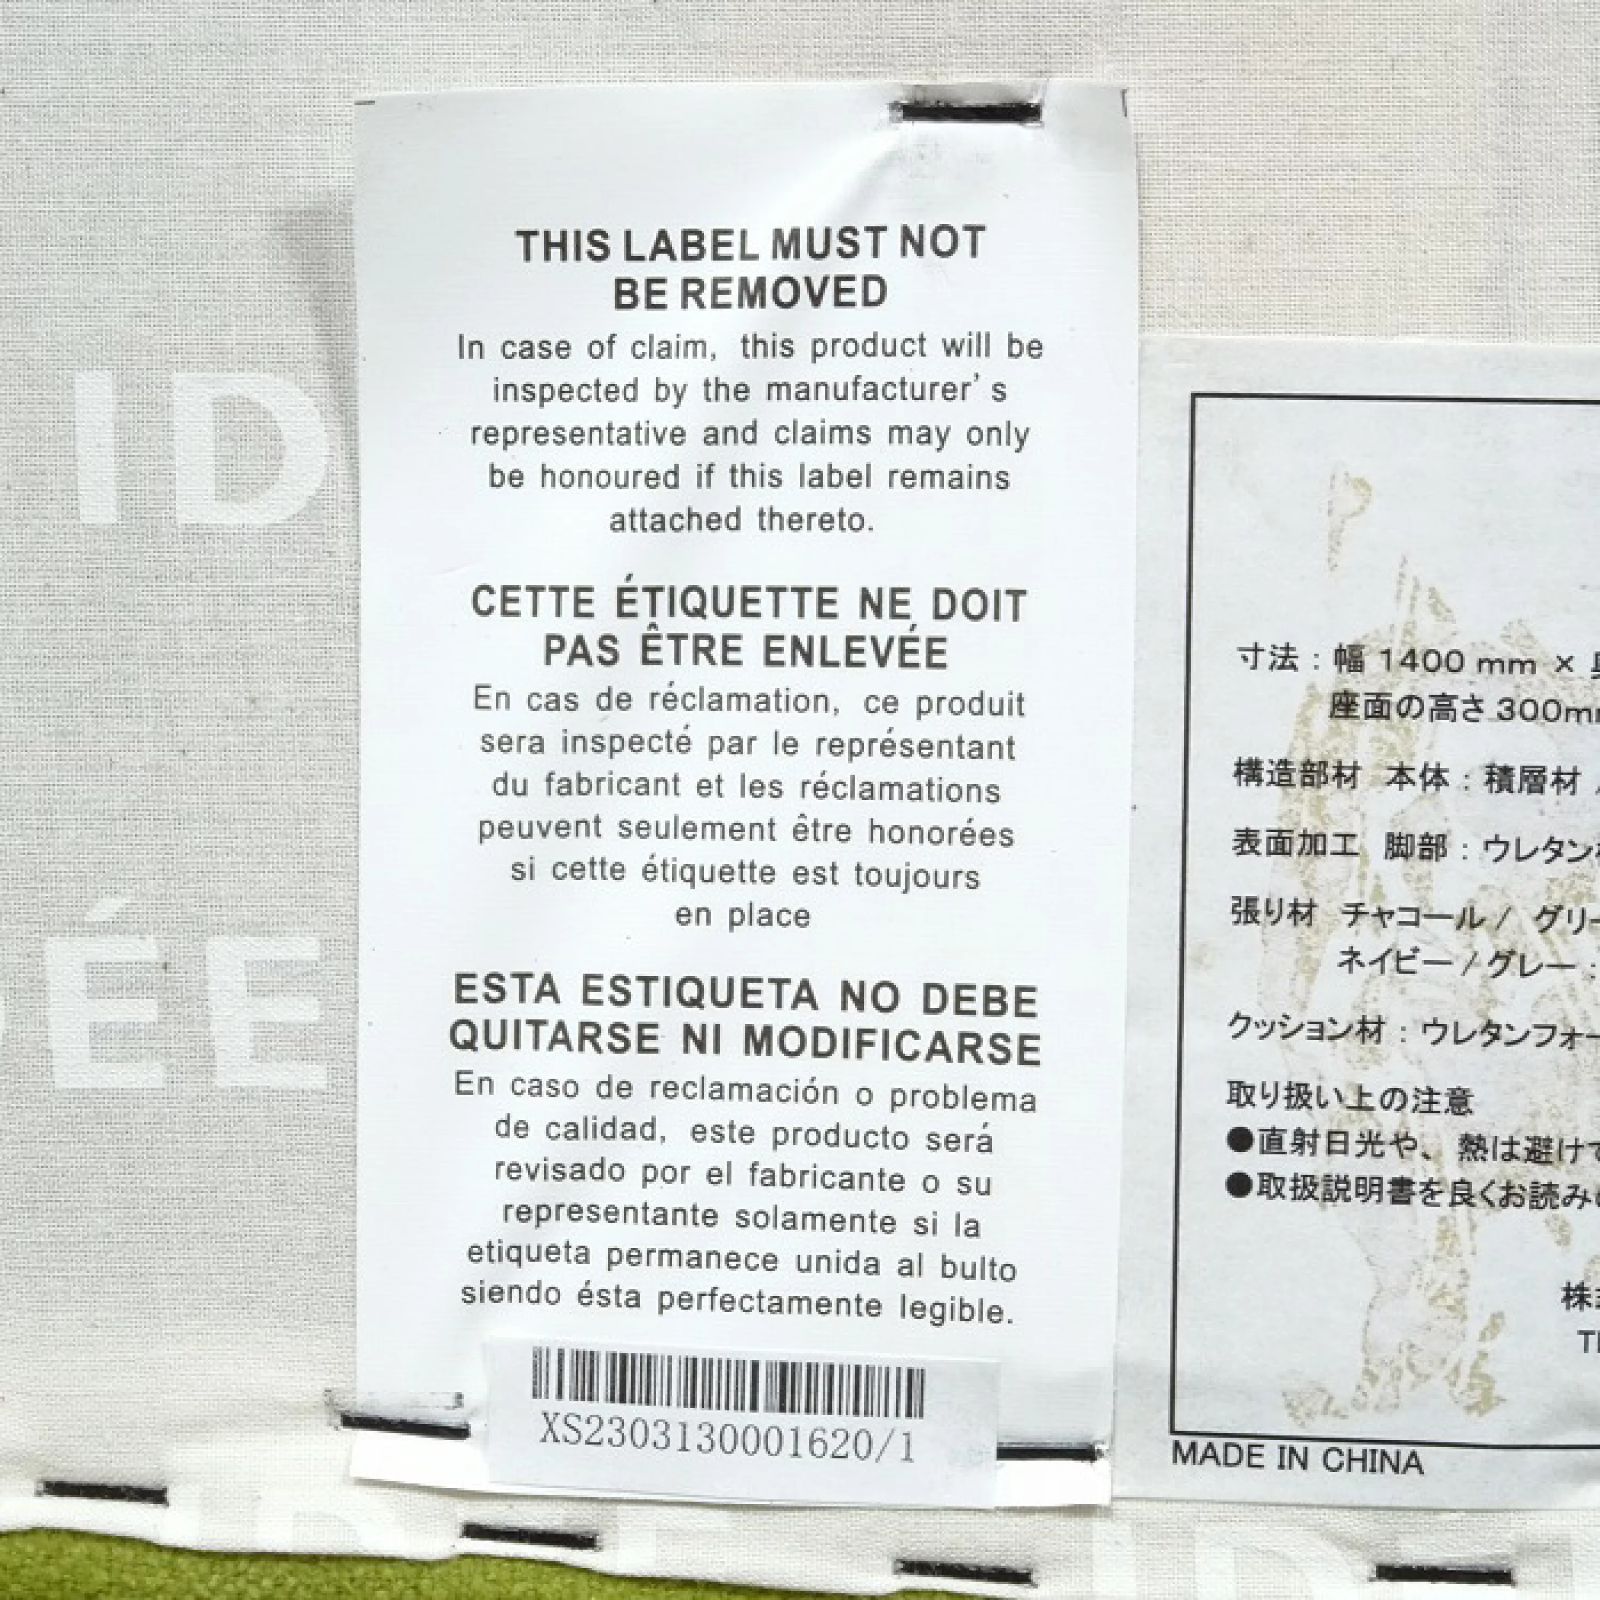 ID
ÉE
THIS LABEL MUST NOT
BE REMOVED
In case of claim, this product will be
inspected by the manufacturer's
representative and claims may only
be honoured if this label remains
attached thereto.
CETTE ÉTIQUETTE NE DOIT
PAS ÊTRE ENLEVÉE
En cas de réclamation, ce produit
sera inspecté par le représentant
du fabricant et les réclamations
peuvent seulement être honorées
si cette étiquette est toujours
en place
ESTA ESTIQUETA NO DEBE
QUITARSE NI MODIFICARSE
En caso de reclamación o problema
de calidad, este producto será
revisado por el fabricante o su
representante solamente si la
etiqueta permanece unida al bulto
siendo ésta perfectamente legible.
XS2303130001620/1
寸法：幅 1400 mm ×
座面の高さ 300mm
構造部材 本体：積層材
表面加工 脚部：ウレタン
張り材 チャコール / グリー
ネイビー / グレー：
クッション材：ウレタンフォー
取り扱い上の注意
●直射日光や、熱は避けて
●取扱説明書を良くお読み
株
MADE IN CHINA